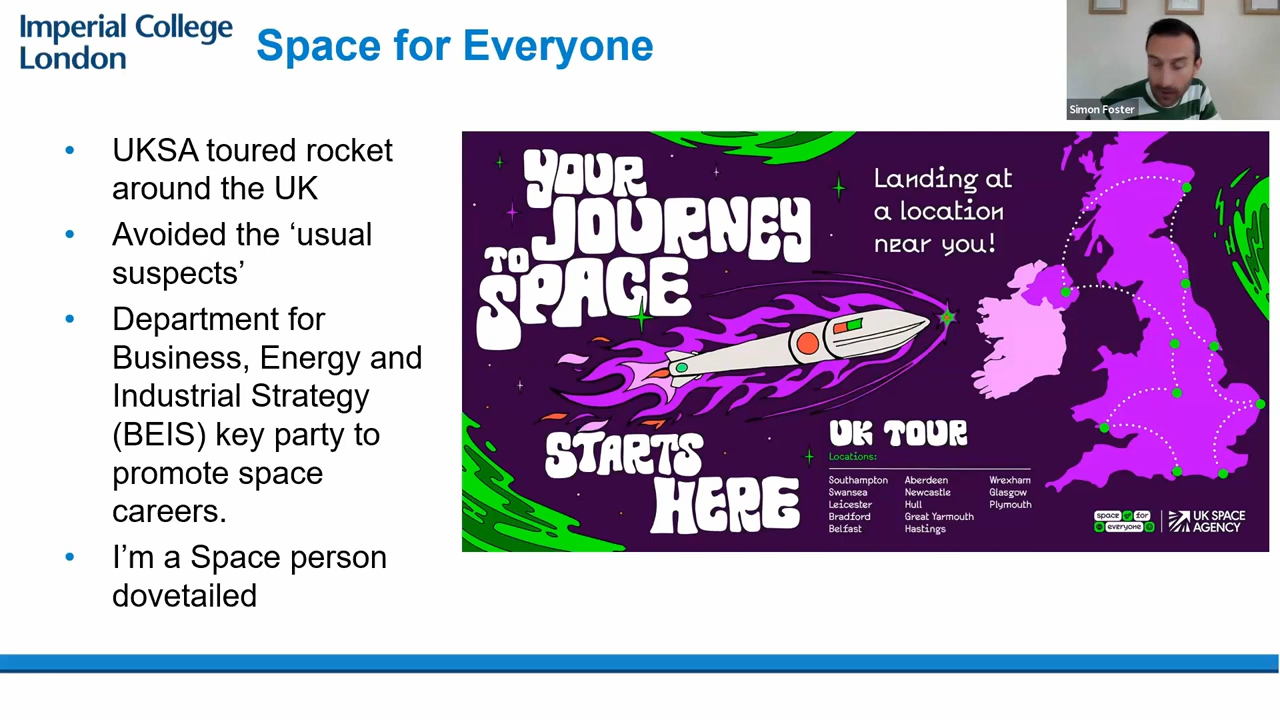 Imperial College
London
Space for Everyone
Simon Foster
• UKSA toured rocket
around the UK
• Avoided the ‘usual
suspects’
• Department for
Business, Energy and
Industrial Strategy
(BEIS) key party to
promote space
careers.
• I’m a Space person
dovetailed
YOUR
JOURNEY
TO
SPACE
STARTS
HERE
Landing at
a location
near you!
UK TOUR
Locations:
Southampton
Swansea
Leicester
Bradford
Belfast
Aberdeen
Newcastle
Hull
Great Yarmouth
Hastings
Wrexham
Glasgow
Plymouth
space for
everyone
UK SPACE
AGENCY